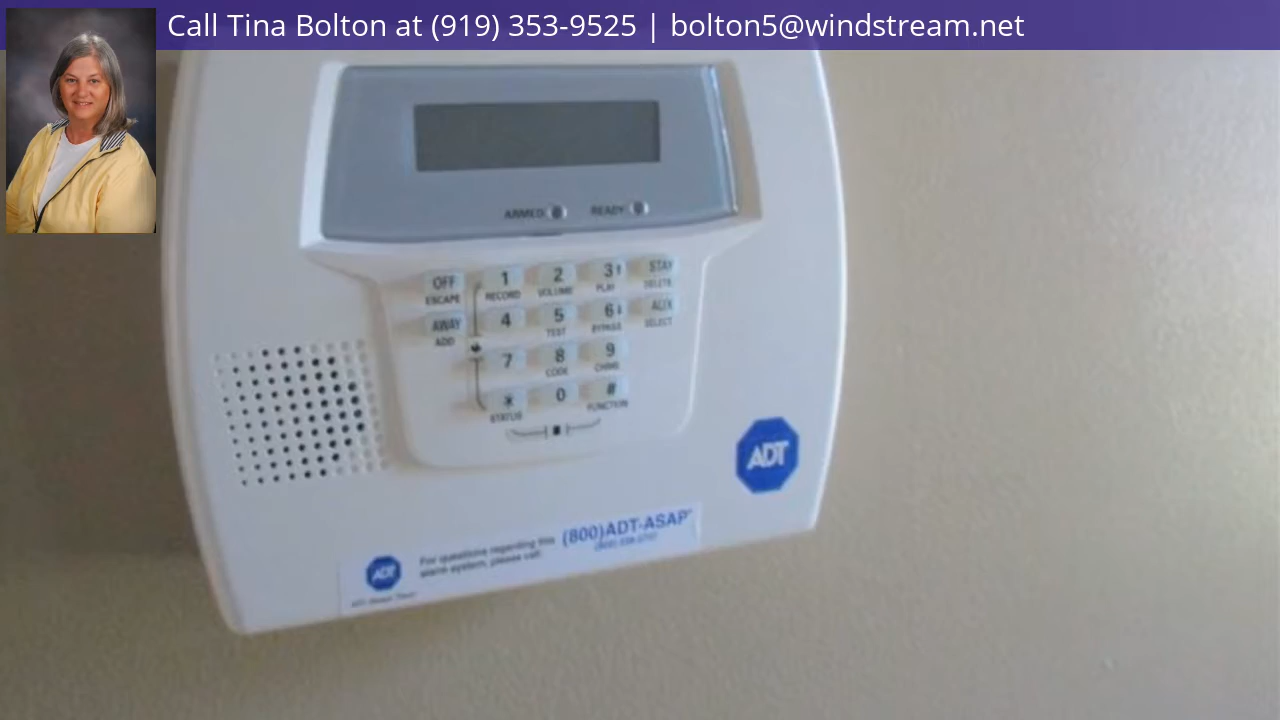 Call Tina Bolton at (919) 353-9525 | bolton5@windstream.net
ARMED READY
OFF 1 2 3 STAY
ESCAPE RECORD VOLUME PLAY DELETE
AWAY 4 5 6 AUX
ADD TEST BYPASS SELECT
7 8 9
CODE CHIME
* 0 #
STATUS FUNCTION
ADT
ADT
For questions regarding this
alarm system, please call:
(800)ADT-ASAP